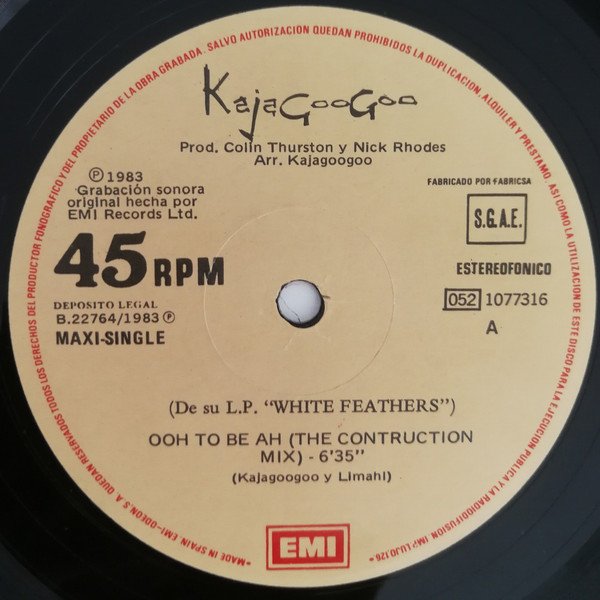 SALVO AUTORIZACION QUEDAN PROHIBIDOS LA DUPLICACION, ALQUILER Y PRESTAMO, ASI COMO LA UTILIZACION DE ESTE DISCO PARA LA EJECUCION PUBLICA Y LA RADIODIFUSION IMP LUJO,126 • MADE IN SPAIN EMI-ODEON S. A. QUEDAN RESERVADOS TODOS LOS DERECHOS DEL PRODUCTOR FONOGRAFICO Y DEL PROPIETARIO DE LA OBRA GRABADA.
KajaGooGoo
Prod. Colin Thurston y Nick Rhodes
Arr. Kajagoogoo
Ⓟ 1983
Grabación sonora
original hecha por
EMI Records Ltd.
FABRICADO POR FABRICSA
S.G.A.E.
45 RPM
ESTEREOFONICO
DEPOSITO LEGAL
B.22764/1983 Ⓟ
052 1077316
MAXI-SINGLE
A
(De su L.P. "WHITE FEATHERS")
OOH TO BE AH (THE CONTRUCTION
MIX) - 6'35"
(Kajagoogoo y Limahl)
EMI